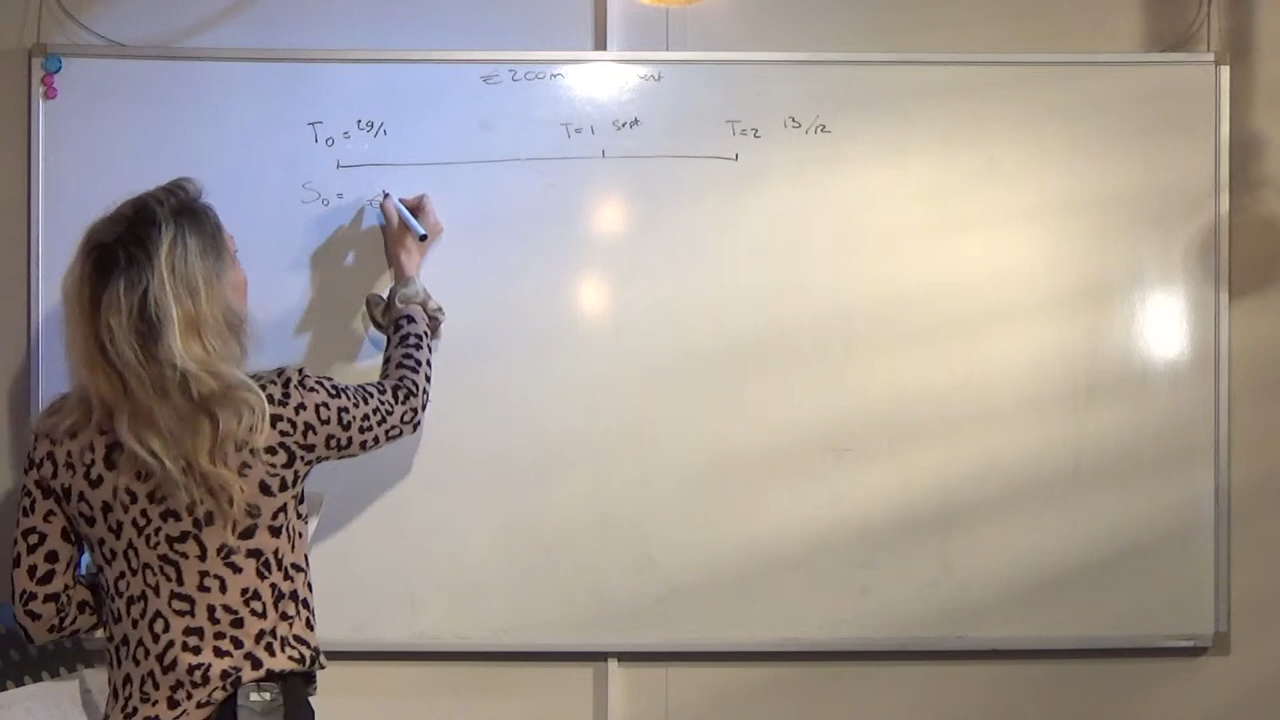 €200m
T₀ = 29/1 T=1 Sept T=2 13/12
S₀ = €